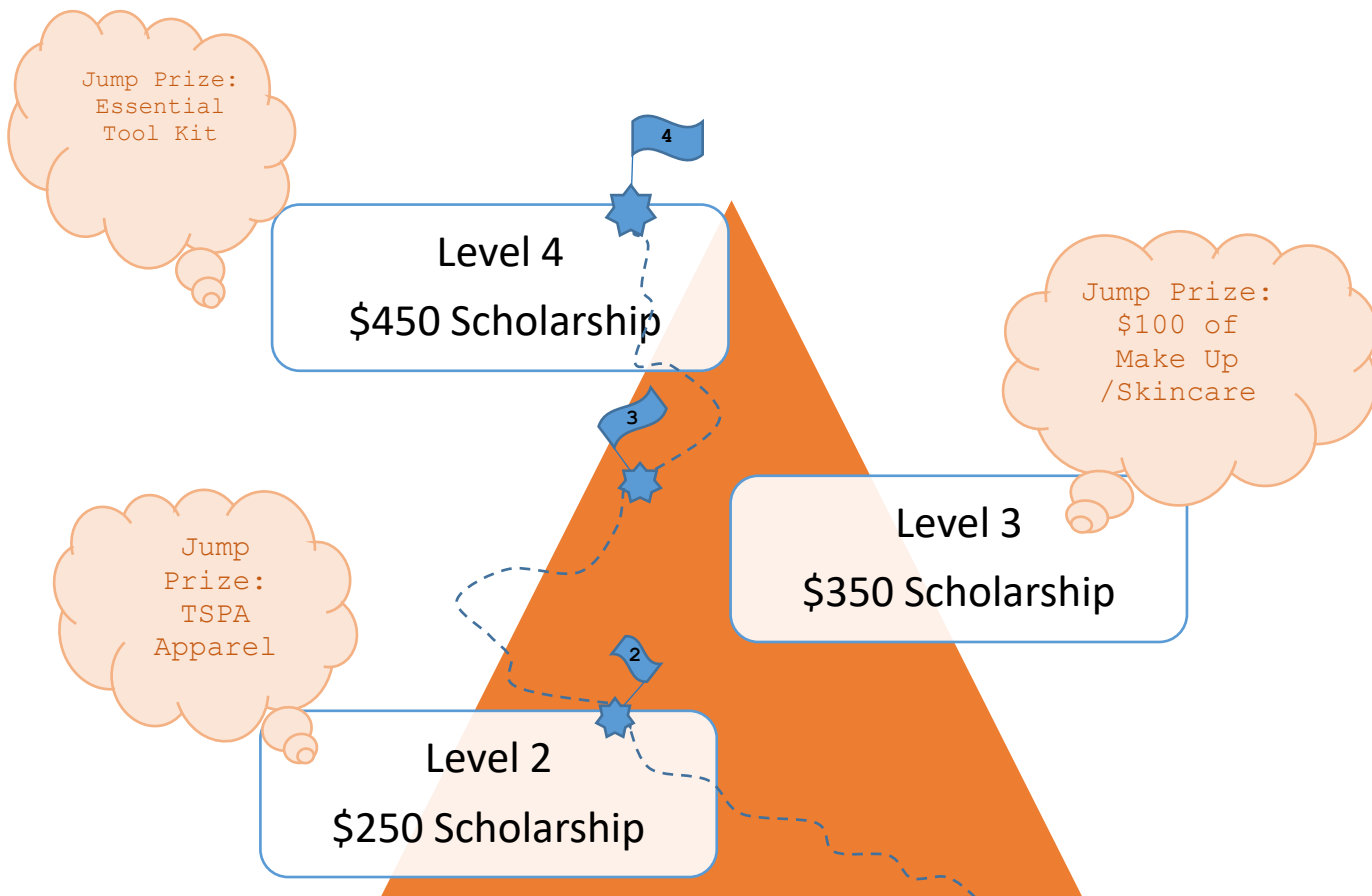 Jump Prize:
Essential
Tool Kit
4
Level 4
$450 Scholarship
Jump Prize:
$100 of
Make Up
/Skincare
3
Level 3
$350 Scholarship
Jump
Prize:
TSPA
Apparel
2
Level 2
$250 Scholarship